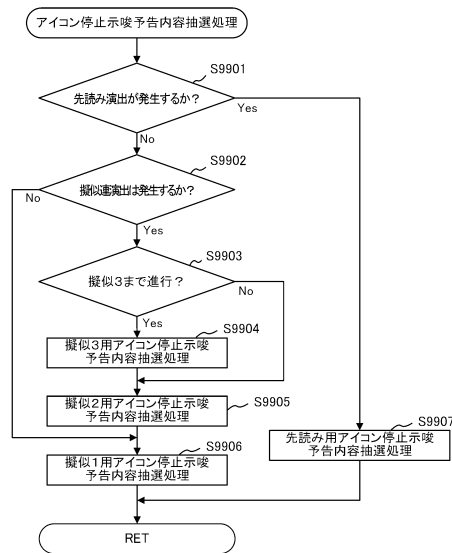 アイコン停止示唆予告内容抽選処理
S9901
先読み演出が発生するか？
Yes
No
S9902
擬似連演出は発生するか？
No
Yes
S9903
擬似3まで進行？
No
Yes
S9904
擬似3用アイコン停止示唆
予告内容抽選処理
擬似2用アイコン停止示唆
予告内容抽選処理
S9905
S9906
擬似1用アイコン停止示唆
予告内容抽選処理
S9907
先読み用アイコン停止示唆
予告内容抽選処理
RET